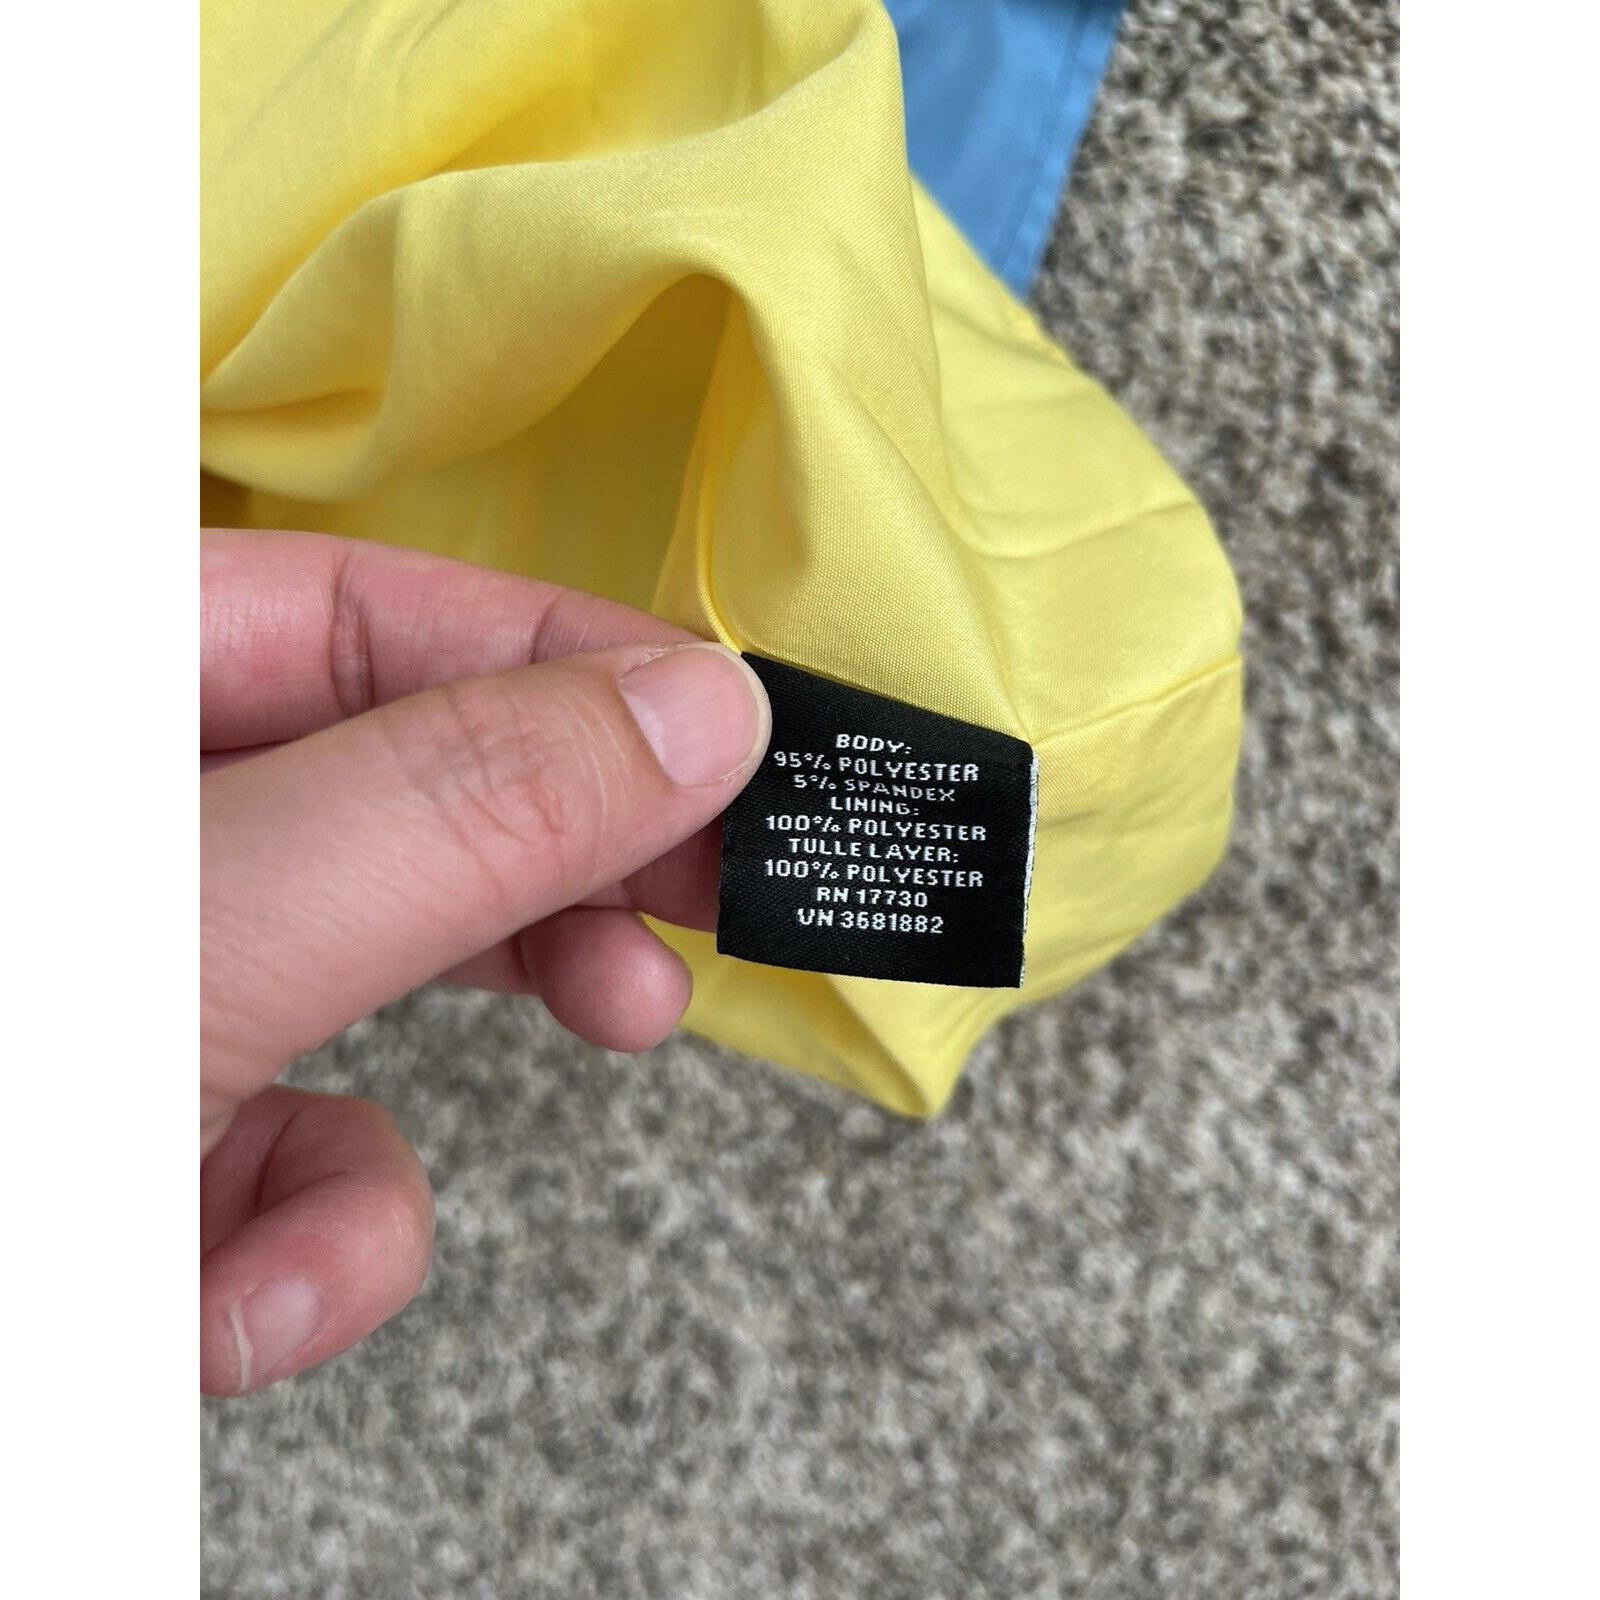 BODY:
95% POLYESTER
5% SPANDEX
LINING:
100% POLYESTER
TULLE LAYER:
100% POLYESTER
RN 17730
VN 3681882